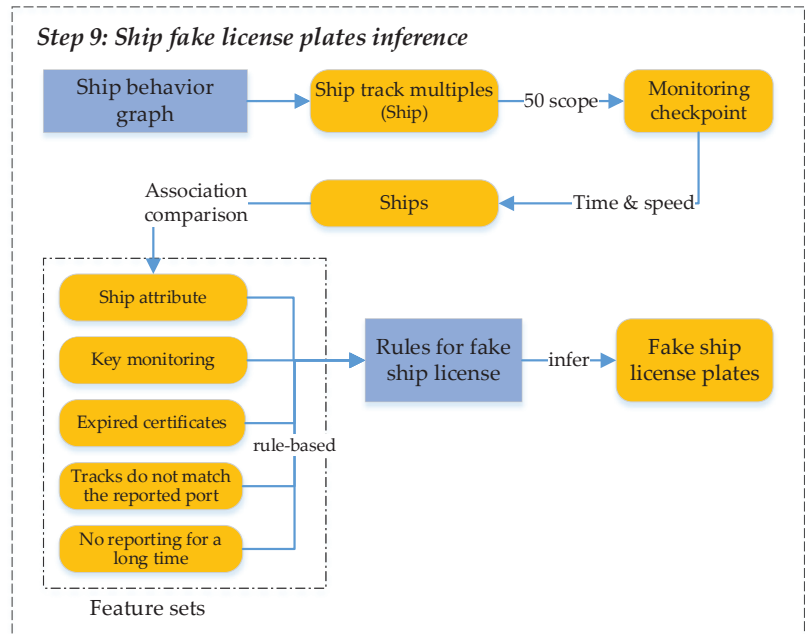 Step 9: Ship fake license plates inference
Ship behavior
graph
Ship track multiples
(Ship)
50 scope
Monitoring
checkpoint
Association
comparison
Ships
Time & speed
Ship attribute
Key monitoring
Expired certificates
Tracks do not match
the reported port
No reporting for a
long time
rule-based
Rules for fake
ship license
infer
Fake ship
license plates
Feature sets